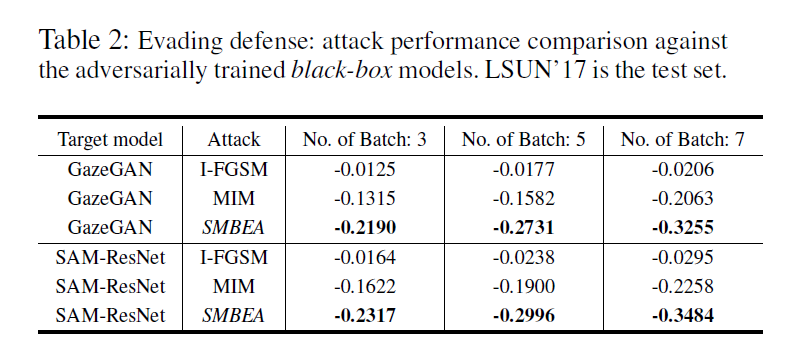 Table 2: Evading defense: attack performance comparison against
the adversarially trained black-box models. LSUN’17 is the test set.
Target model Attack No. of Batch: 3 No. of Batch: 5 No. of Batch: 7
GazeGAN I-FGSM -0.0125 -0.0177 -0.0206
GazeGAN MIM -0.1315 -0.1582 -0.2063
GazeGAN SMBEA -0.2190 -0.2731 -0.3255
SAM-ResNet I-FGSM -0.0164 -0.0238 -0.0295
SAM-ResNet MIM -0.1622 -0.1900 -0.2258
SAM-ResNet SMBEA -0.2317 -0.2996 -0.3484